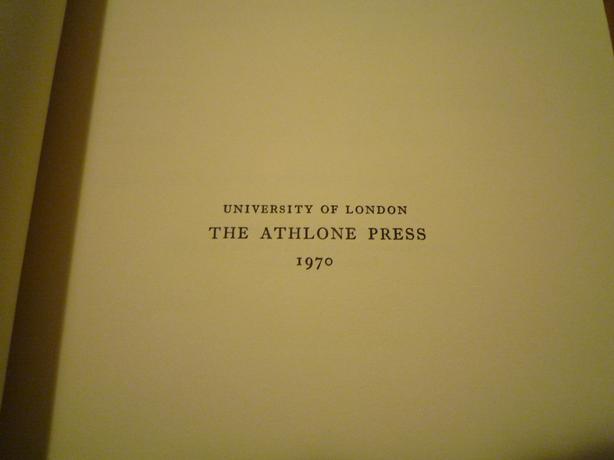 UNIVERSITY OF LONDON
THE ATHLONE PRESS
1970